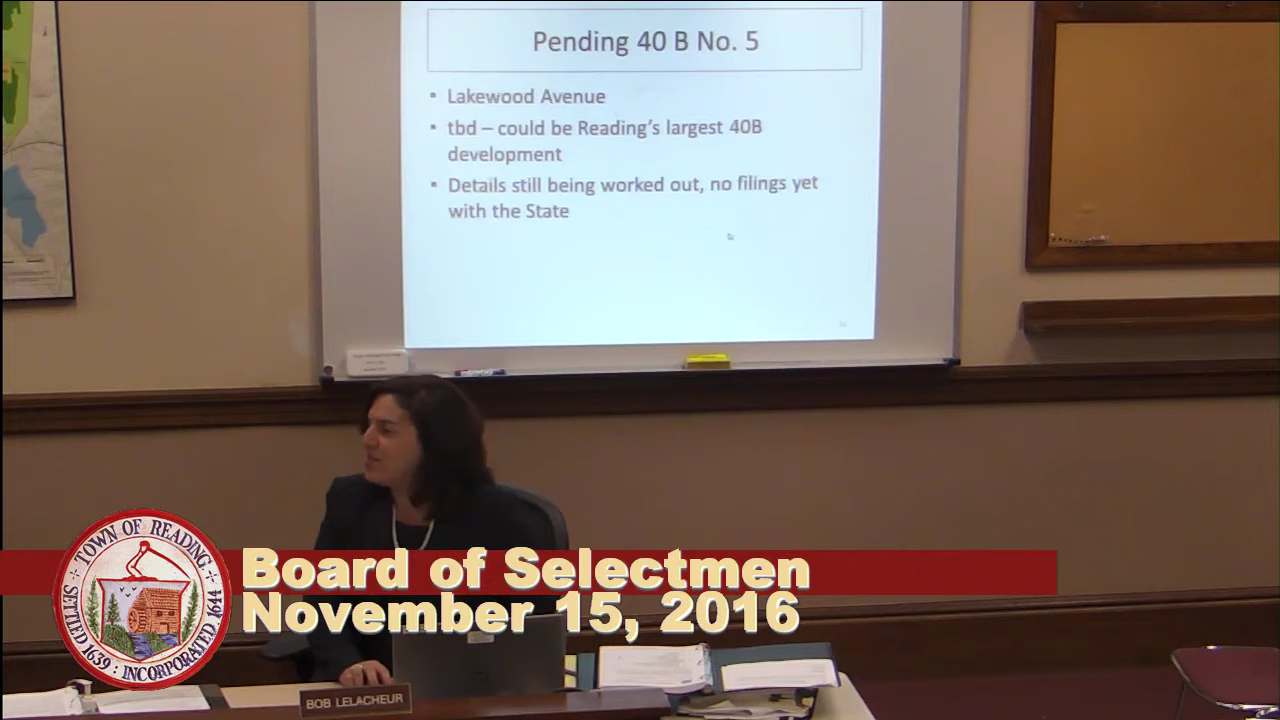 Pending 40 B No. 5
• Lakewood Avenue
• tbd – could be Reading's largest 40B
development
• Details still being worked out, no filings yet
with the State
TOWN OF READING
SETTLED 1639 : INCORPORATED 1644
Board of Selectmen
November 15, 2016
BOB LELACHEUR